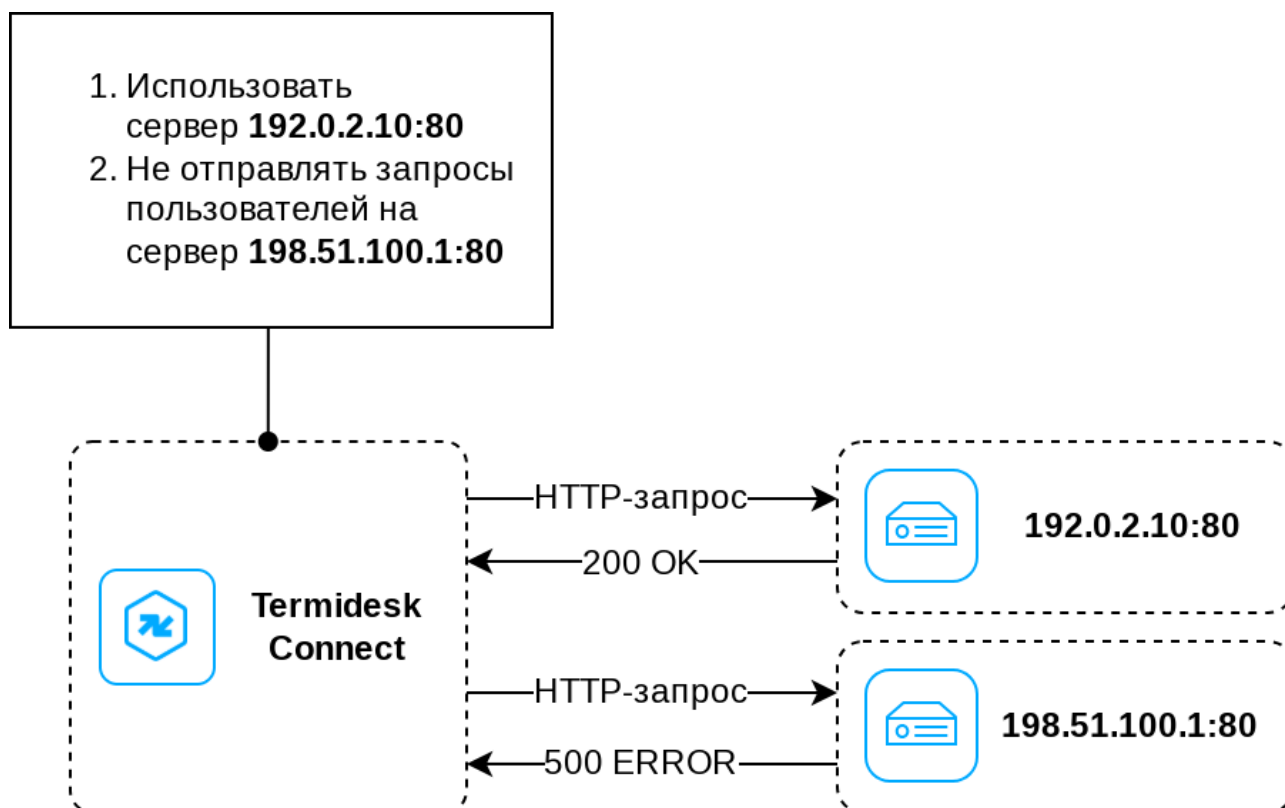 1. Использовать
сервер 192.0.2.10:80
2. Не отправлять запросы
пользователей на
сервер 198.51.100.1:80
HTTP-запрос
192.0.2.10:80
200 OK
Termidesk
Connect
HTTP-запрос
198.51.100.1:80
500 ERROR